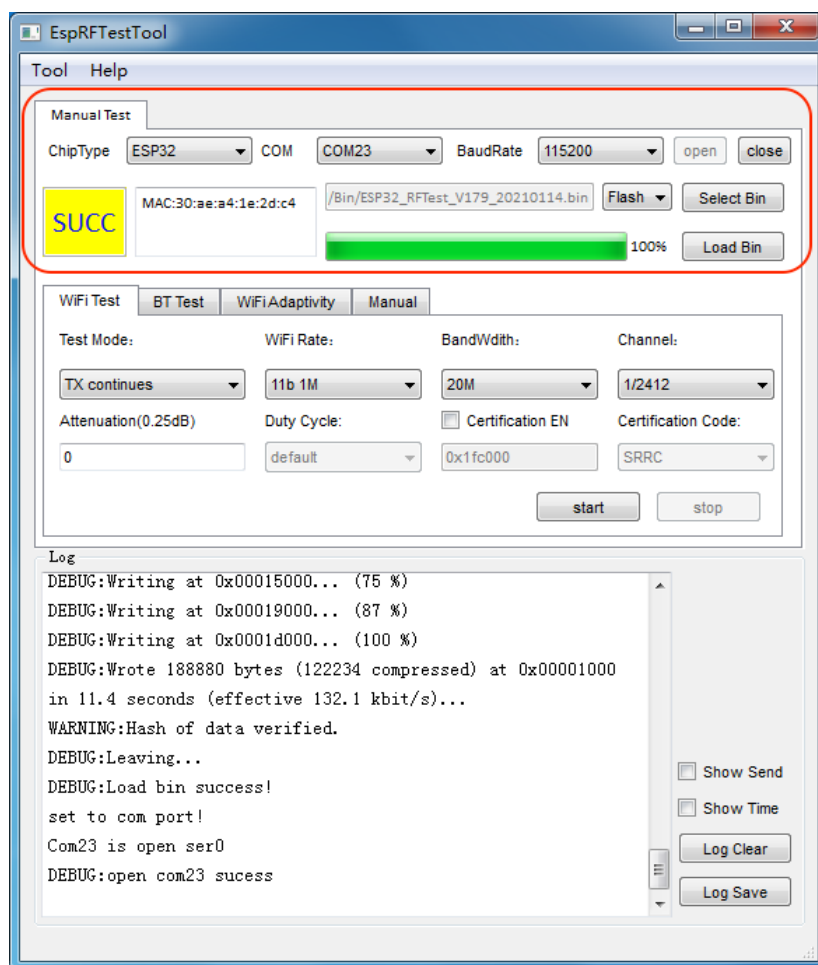 EspRFTestTool
Tool Help
Manual Test
ChipType ESP32 COM COM23 BaudRate 115200 open close
SUCC MAC:30:ae:a4:1e:2d:c4 /Bin/ESP32_RFTest_V179_20210114.bin Flash Select Bin
100% Load Bin
WiFi Test BT Test WiFi Adaptivity Manual
Test Mode: WiFi Rate: BandWdith: Channel:
TX continues 11b 1M 20M 1/2412
Attenuation(0.25dB) Duty Cycle: Certification EN Certification Code:
0 default 0x1fc000 SRRC
start stop
Log
DEBUG:Writing at 0x00015000... (75 %)
DEBUG:Writing at 0x00019000... (87 %)
DEBUG:Writing at 0x0001d000... (100 %)
DEBUG:Wrote 188880 bytes (122234 compressed) at 0x00001000
in 11.4 seconds (effective 132.1 kbit/s)...
WARNING:Hash of data verified.
DEBUG:Leaving...
DEBUG:Load bin success!
set to com port!
Com23 is open ser0
DEBUG:open com23 sucess
Show Send
Show Time
Log Clear
Log Save